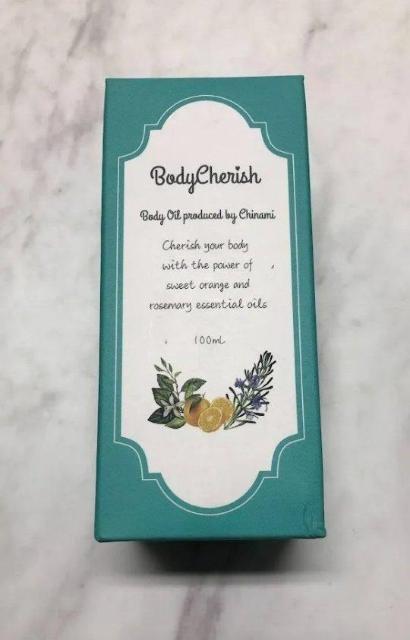 BodyCherish
Body Oil produced by Chinami
Cherish your body
with the power of
sweet orange and
rosemary essential oils
100mL